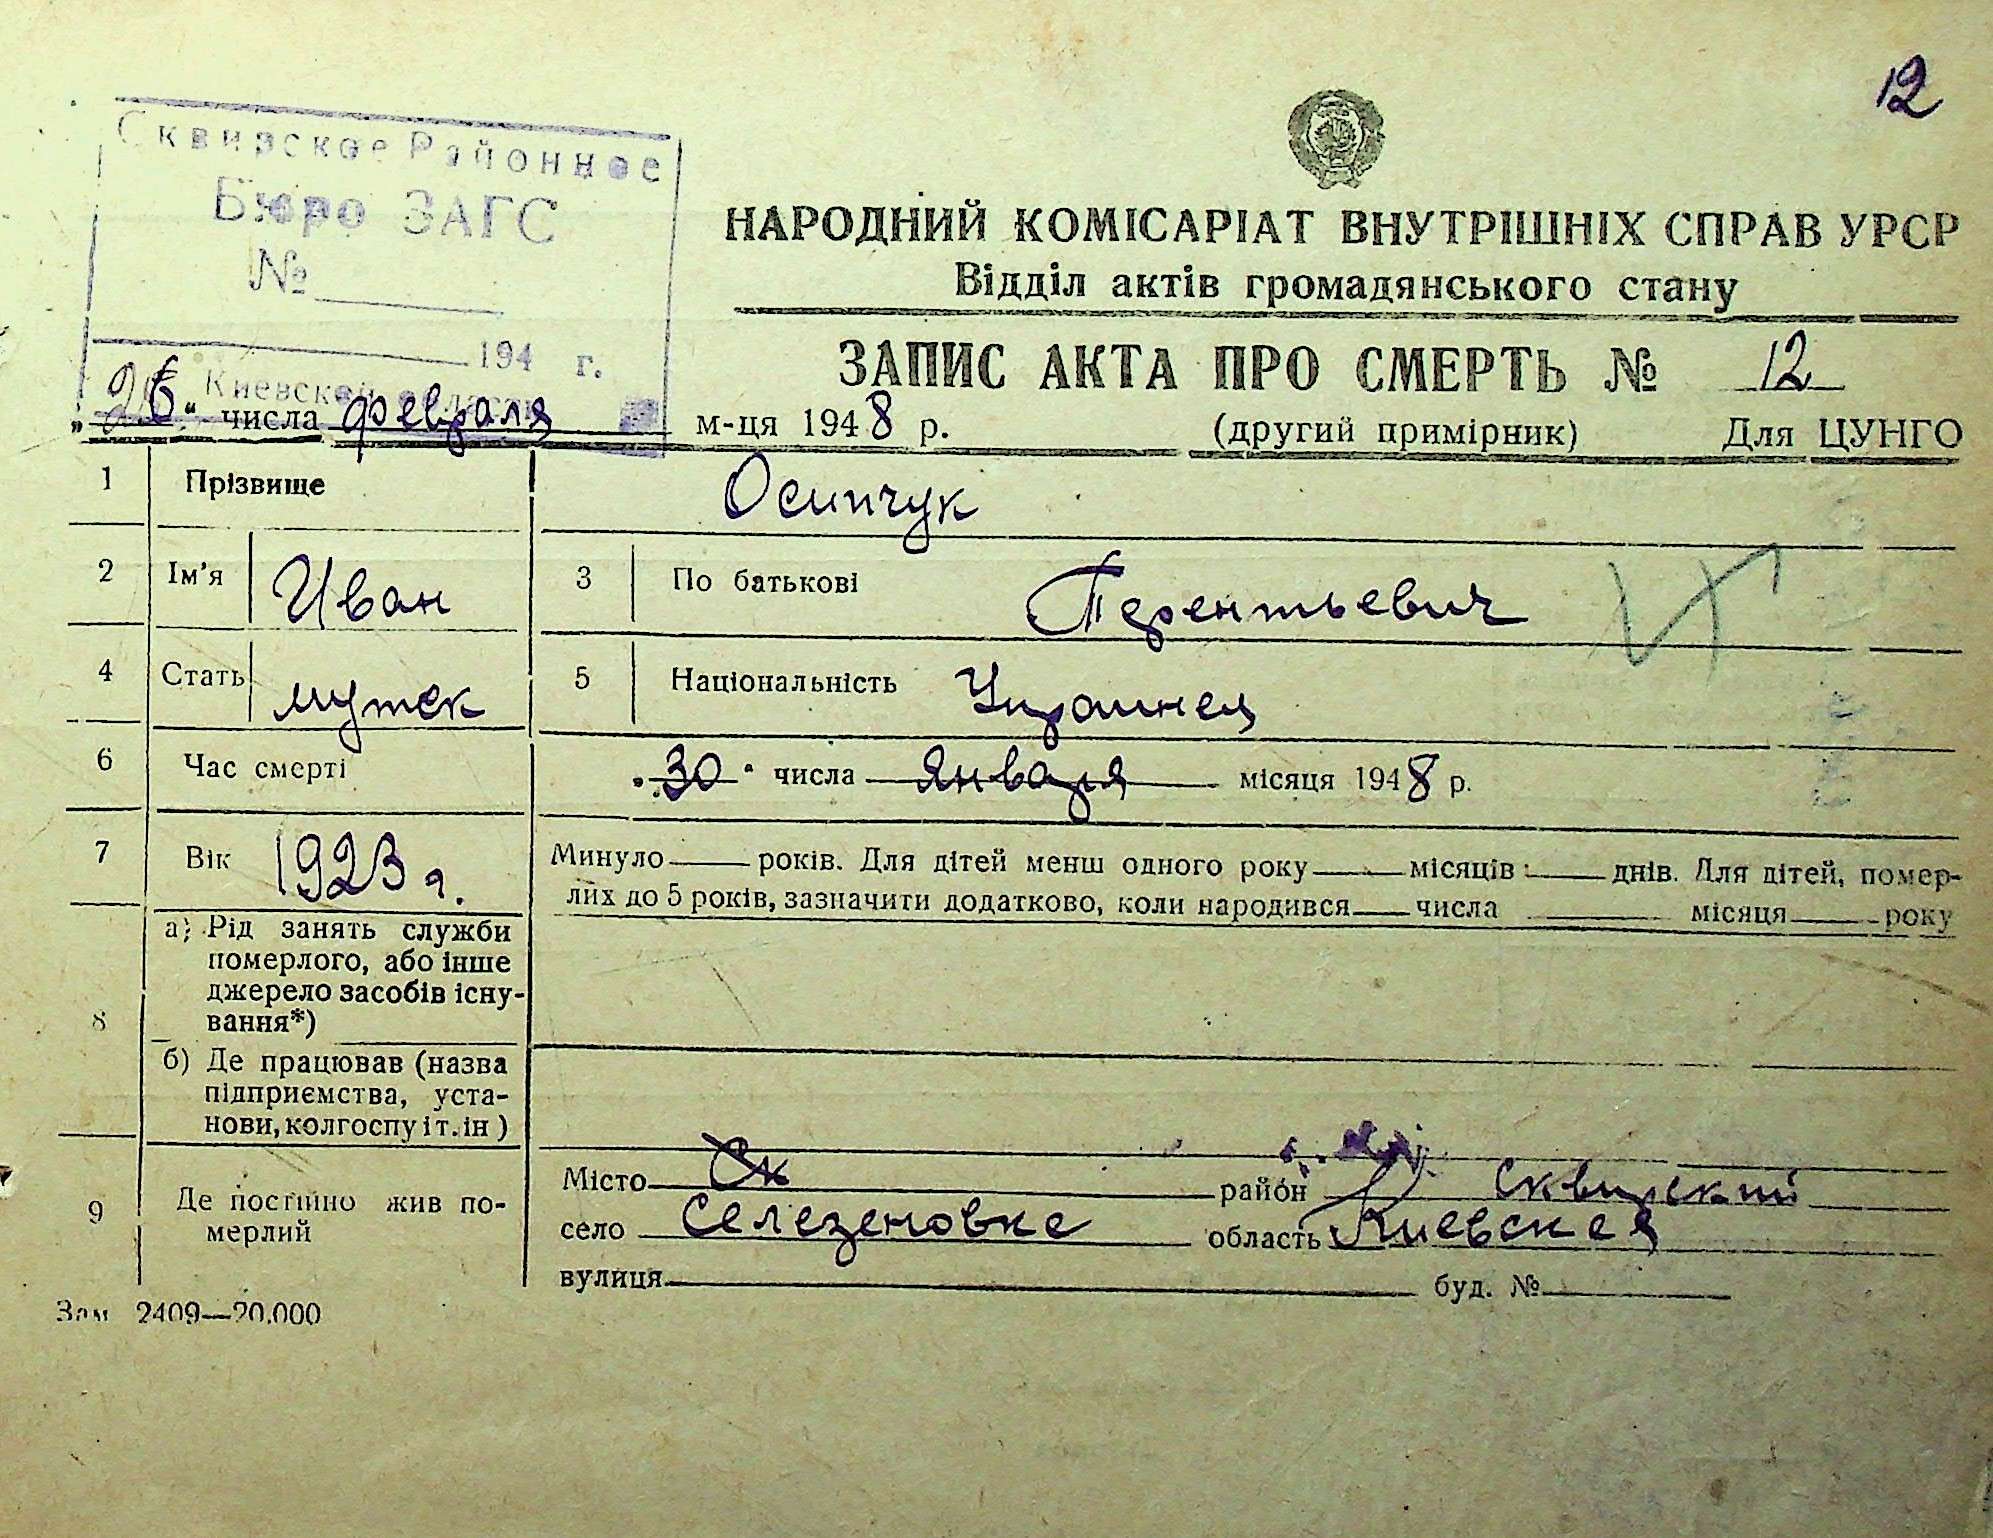 12
Сквирское Районное
Бюро ЗАГС
№
194 г.
Киевской области
НАРОДНИЙ КОМІСАРІАТ ВНУТРІШНІХ СПРАВ УРСР
Відділ актів громадянського стану
ЗАПИС АКТА ПРО СМЕРТЬ № 12
„26“ числа февраля м-ця 1948 р. (другий примірник) Для ЦУНГО
1 Прізвище Осипчук
2 Ім'я Иван 3 По батькові Терентьевич
4 Стать мужск 5 Національність Украинец
6 Час смерті „30“ числа января місяця 1948 р.
7 Вік 1923 г. Минуло років. Для дітей менш одного року місяців днів. Для дітей, помер-
лих до 5 років, зазначити додатково, коли народився числа місяця року
8 а) Рід занять служби
померлого, або інше
джерело засобів існу-
вання*)
б) Де працював (назва
підприємства, уста-
нови, колгоспу і т. ін)
9 Де постійно жив по-
мерлий
Місто Ск район Сквирский
село Селезеновке область Киевская
вулиця буд. №
Зам 2409—20.000